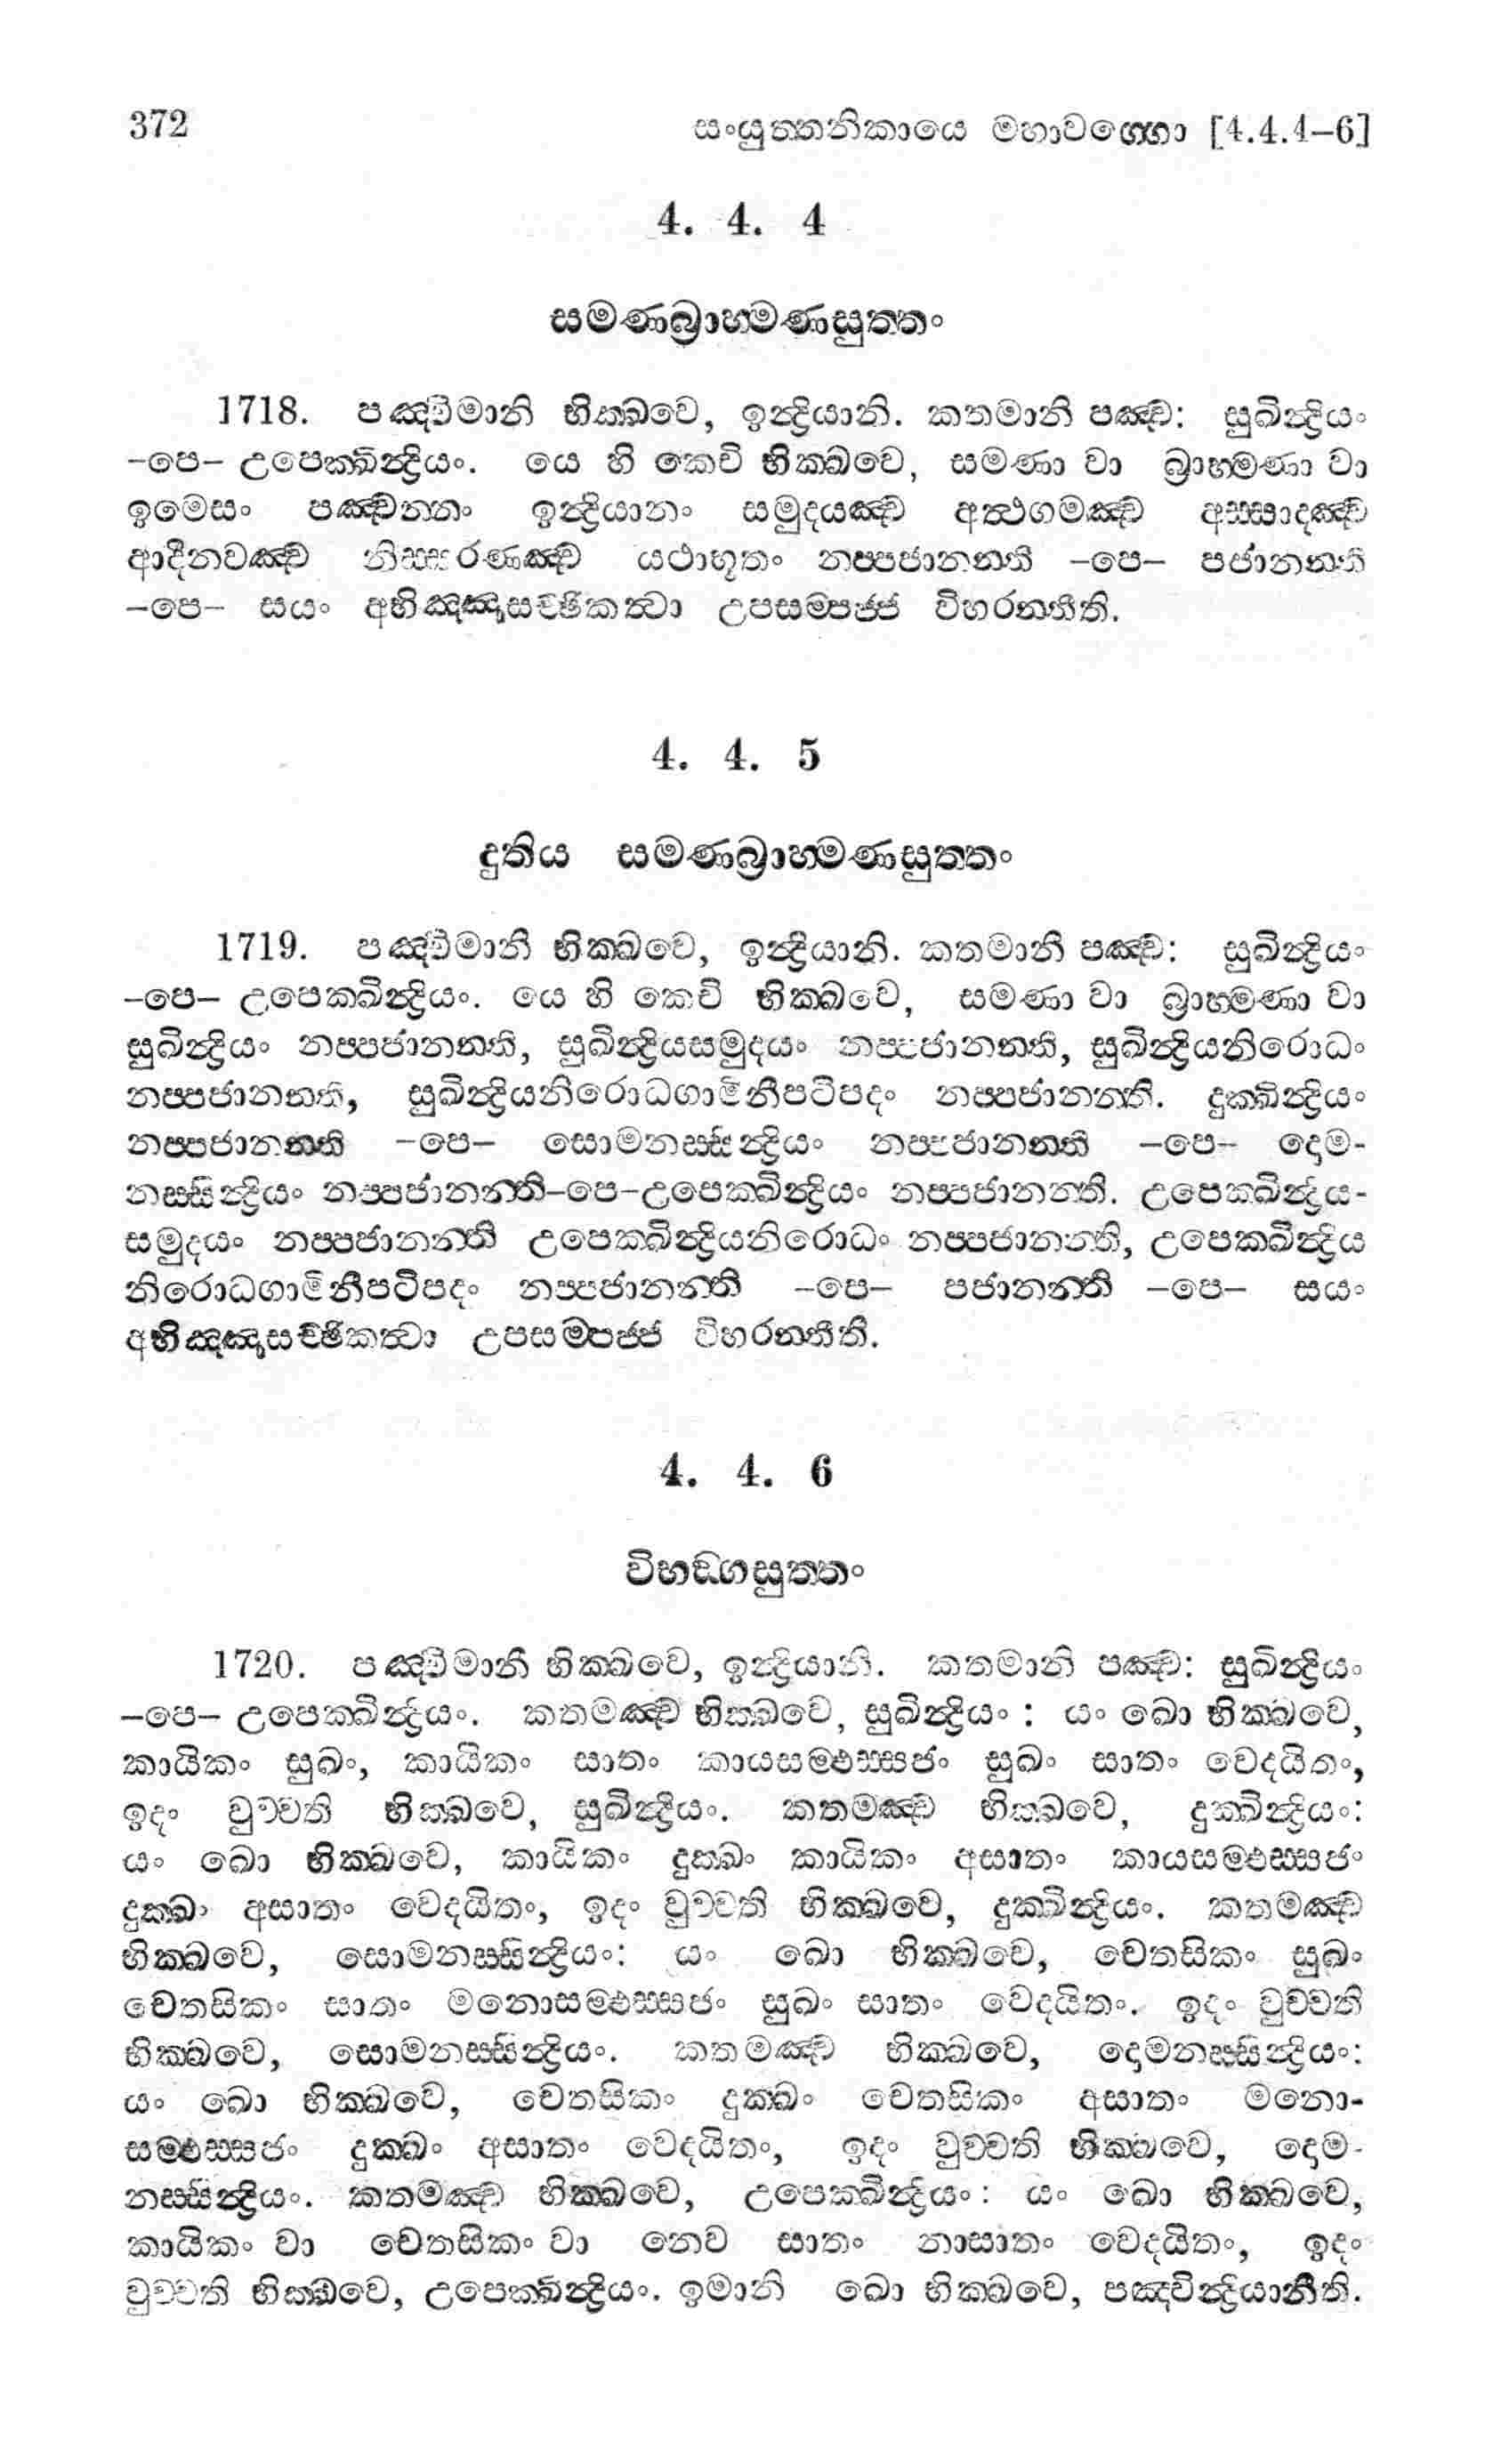 372 සංයුත්තනිකායෙ මහාවග්ගො [4.4.4–6]
4. 4. 4
සමණබ්‍රාහ්මණසුත්තං
1718. පඤ්චිමානි භික්ඛවෙ, ඉන්ද්‍රියානි. කතමානි පඤ්ච: සුඛින්ද්‍රියං
–පෙ– උපෙක්ඛින්ද්‍රියං. යෙ හි කෙචි භික්ඛවෙ, සමණා වා බ්‍රාහ්මණා වා
ඉමෙසං පඤ්චන්නං ඉන්ද්‍රියානං සමුදයඤ්ච අත්ථගමඤ්ච අස්සාදඤ්ච
ආදීනවඤ්ච නිස්සරණඤ්ච යථාභූතං නප්පජානන්ති –පෙ– පජානන්ති
–පෙ– සයං අභිඤ්ඤාසච්ඡිකත්වා උපසම්පජ්ජ විහරන්තීති.
4. 4. 5
දුතිය සමණබ්‍රාහ්මණසුත්තං
1719. පඤ්චිමානි භික්ඛවෙ, ඉන්ද්‍රියානි. කතමානි පඤ්ච: සුඛින්ද්‍රියං
–පෙ– උපෙක්ඛින්ද්‍රියං. යෙ හි කෙචි භික්ඛවෙ, සමණා වා බ්‍රාහ්මණා වා
සුඛින්ද්‍රියං නප්පජානන්ති, සුඛින්ද්‍රියසමුදයං නප්පජානන්ති, සුඛින්ද්‍රියනිරොධං
නප්පජානන්ති, සුඛින්ද්‍රියනිරොධගාමිනීපටිපදං නප්පජානන්ති. දුක්ඛින්ද්‍රියං
නප්පජානන්ති –පෙ– සොමනස්සින්ද්‍රියං නප්පජානන්ති –පෙ– දොම-
නස්සින්ද්‍රියං නප්පජානන්ති–පෙ–උපෙක්ඛින්ද්‍රියං නප්පජානන්ති. උපෙක්ඛින්ද්‍රිය-
සමුදයං නප්පජානන්ති උපෙක්ඛින්ද්‍රියනිරොධං නප්පජානන්ති, උපෙක්ඛින්ද්‍රිය
නිරොධගාමිනීපටිපදං නප්පජානන්ති –පෙ– පජානන්ති –පෙ– සයං
අභිඤ්ඤාසච්ඡිකත්වා උපසම්පජ්ජ විහරන්තීති.
4. 4. 6
විභඞ්ගසුත්තං
1720. පඤ්චිමානි භික්ඛවෙ, ඉන්ද්‍රියානි. කතමානි පඤ්ච: සුඛින්ද්‍රියං
–පෙ– උපෙක්ඛින්ද්‍රියං. කතමඤ්ච භික්ඛවෙ, සුඛින්ද්‍රියං : යං ඛො භික්ඛවෙ,
කායිකං සුඛං, කායිකං සාතං කායසම්ඵස්සජං සුඛං සාතං වෙදයිතං,
ඉදං වුච්චති භික්ඛවෙ, සුඛින්ද්‍රියං. කතමඤ්ච භික්ඛවෙ, දුක්ඛින්ද්‍රියං:
යං ඛො භික්ඛවෙ, කායිකං දුක්ඛං කායිකං අසාතං කායසම්ඵස්සජං
දුක්ඛං අසාතං වෙදයිතං, ඉදං වුච්චති භික්ඛවෙ, දුක්ඛින්ද්‍රියං. කතමඤ්ච
භික්ඛවෙ, සොමනස්සින්ද්‍රියං: යං ඛො භික්ඛවෙ, චෙතසිකං සුඛං
චෙතසිකං සාතං මනොසම්ඵස්සජං සුඛං සාතං වෙදයිතං. ඉදං වුච්චති
භික්ඛවෙ, සොමනස්සින්ද්‍රියං. කතමඤ්ච භික්ඛවෙ, දොමනස්සින්ද්‍රියං:
යං ඛො භික්ඛවෙ, චෙතසිකං දුක්ඛං චෙතසිකං අසාතං මනො-
සම්ඵස්සජං දුක්ඛං අසාතං වෙදයිතං, ඉදං වුච්චති භික්ඛවෙ, දොම-
නස්සින්ද්‍රියං. කතමඤ්ච භික්ඛවෙ, උපෙක්ඛින්ද්‍රියං: යං ඛො භික්ඛවෙ,
කායිකං වා චෙතසිකං වා නෙව සාතං නාසාතං වෙදයිතං, ඉදං
වුච්චති භික්ඛවෙ, උපෙක්ඛින්ද්‍රියං. ඉමානි ඛො භික්ඛවෙ, පඤ්චින්ද්‍රියානීති.